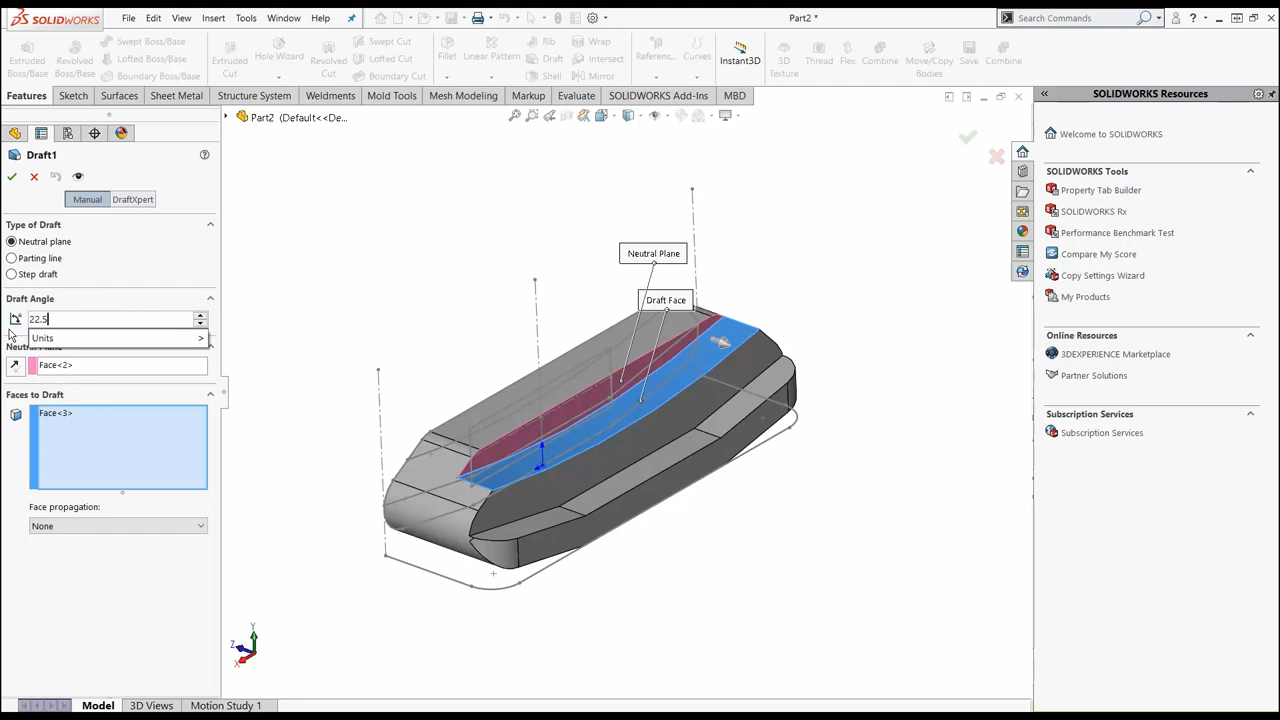 SOLIDWORKS
File Edit View Insert Tools Window Help
Part2 *
Search Commands
Extruded Boss/Base
Revolved Boss/Base
Swept Boss/Base
Lofted Boss/Base
Boundary Boss/Base
Extruded Cut
Hole Wizard
Revolved Cut
Swept Cut
Lofted Cut
Boundary Cut
Fillet
Linear Pattern
Rib
Draft
Shell
Wrap
Intersect
Mirror
Referenc...
Curves
Instant3D
3D Texture
Thread
Flex
Combine
Move/Copy Bodies
Save
Combine
Features Sketch Surfaces Sheet Metal Structure System Weldments Mold Tools Mesh Modeling Markup Evaluate SOLIDWORKS Add-Ins MBD
Part2 (Default<<De...
Draft1
Manual DraftXpert
Type of Draft
Neutral plane
Parting line
Step draft
Draft Angle
22.5
Units >
Neutral Plane
Face<2>
Faces to Draft
Face<3>
Face propagation:
None
Neutral Plane
Draft Face
Y
Z
X
Model 3D Views Motion Study 1
SOLIDWORKS Resources
Welcome to SOLIDWORKS
SOLIDWORKS Tools
Property Tab Builder
SOLIDWORKS Rx
Performance Benchmark Test
Compare My Score
Copy Settings Wizard
My Products
Online Resources
3DEXPERIENCE Marketplace
Partner Solutions
Subscription Services
Subscription Services